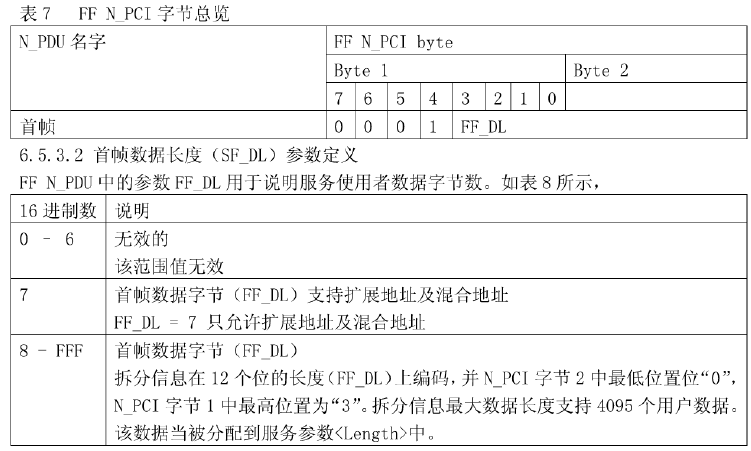 表 7 FF N_PCI 字节总览
N_PDU 名字 FF N_PCI byte
Byte 1 Byte 2
7 6 5 4 3 2 1 0
首帧 0 0 0 1 FF_DL
6.5.3.2 首帧数据长度（SF_DL）参数定义
FF N_PDU 中的参数 FF_DL 用于说明服务使用者数据字节数。如表 8 所示，
16 进制数 说明
0 - 6 无效的
该范围值无效
7 首帧数据字节（FF_DL）支持扩展地址及混合地址
FF_DL = 7 只允许扩展地址及混合地址
8 - FFF 首帧数据字节（FF_DL）
拆分信息在 12 个位的长度（FF_DL）上编码，并 N_PCI 字节 2 中最低位置位“0”，
N_PCI 字节 1 中最高位置为“3”。拆分信息最大数据长度支持 4095 个用户数据。
该数据当被分配到服务参数<Length>中。